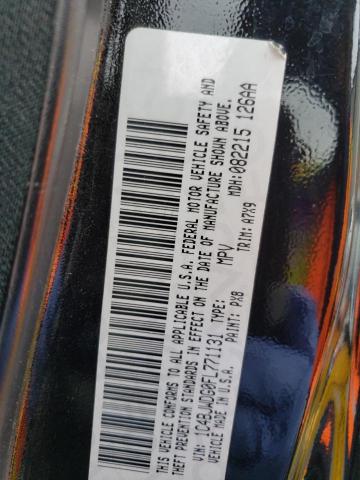 THIS VEHICLE CONFORMS TO ALL APPLICABLE U.S.A. FEDERAL MOTOR VEHICLE SAFETY AND
THEFT PREVENTION STANDARDS IN EFFECT ON THE DATE OF MANUFACTURE SHOWN ABOVE.
VIN: 1C4BJWDG0FL771131 TYPE: MPV MDH:082215 126AA
VEHICLE MADE IN U.S.A. PAINT: PX8 TRIM: A7X9